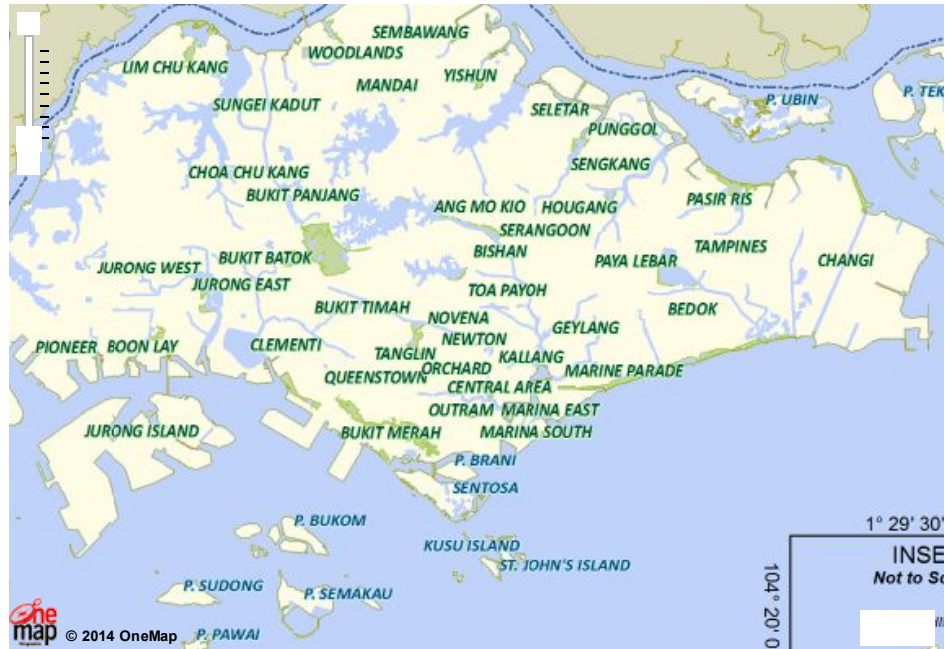 SEMBAWANG
WOODLANDS
LIM CHU KANG
YISHUN
MANDAI
P. UBIN
P. TEK
SUNGEI KADUT
SELETAR
PUNGGOL
SENGKANG
CHOA CHU KANG
BUKIT PANJANG
PASIR RIS
ANG MO KIO
HOUGANG
SERANGOON
TAMPINES
BISHAN
BUKIT BATOK
PAYA LEBAR
CHANGI
JURONG WEST
JURONG EAST
TOA PAYOH
BUKIT TIMAH
BEDOK
NOVENA
GEYLANG
NEWTON
PIONEER
BOON LAY
CLEMENTI
TANGLIN
KALLANG
ORCHARD
MARINE PARADE
QUEENSTOWN
CENTRAL AREA
OUTRAM
MARINA EAST
JURONG ISLAND
BUKIT MERAH
MARINA SOUTH
P. BRANI
SENTOSA
P. BUKOM
KUSU ISLAND
ST. JOHN'S ISLAND
P. SUDONG
P. SEMAKAU
P. PAWAI
1° 29' 30'
INSE
Not to Sc
104° 20' 0
One
map © 2014 OneMap